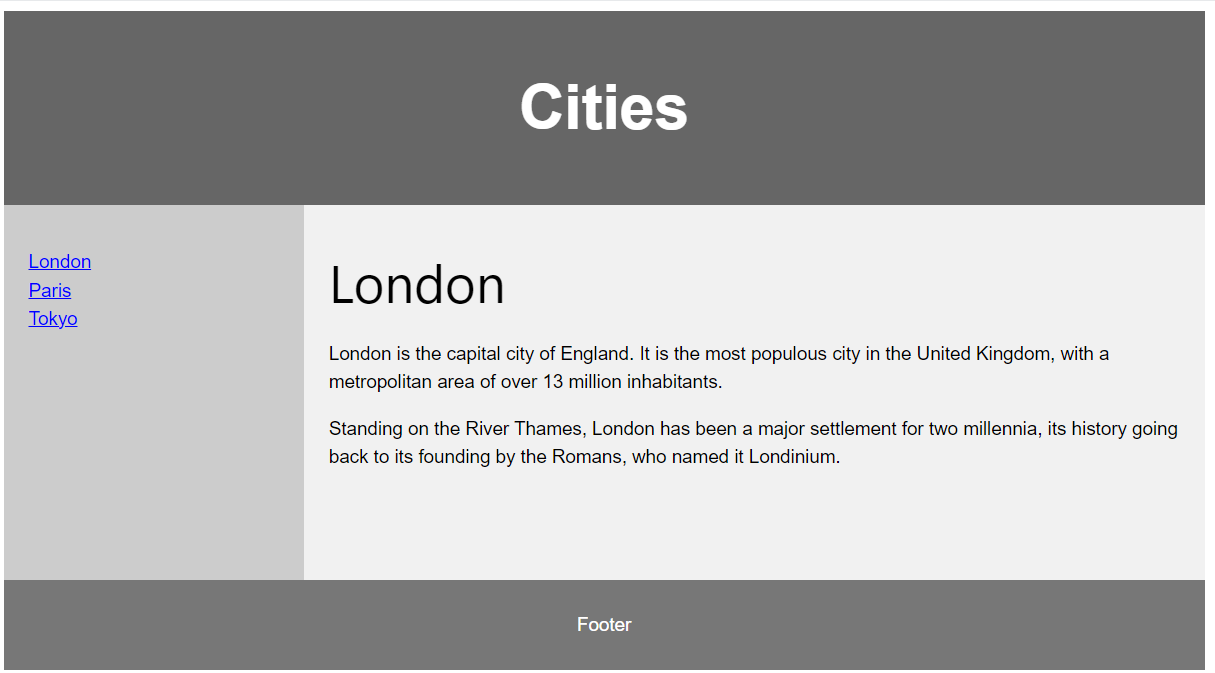 Cities
London
Paris
Tokyo
London
London is the capital city of England. It is the most populous city in the United Kingdom, with a
metropolitan area of over 13 million inhabitants.
Standing on the River Thames, London has been a major settlement for two millennia, its history going
back to its founding by the Romans, who named it Londinium.
Footer